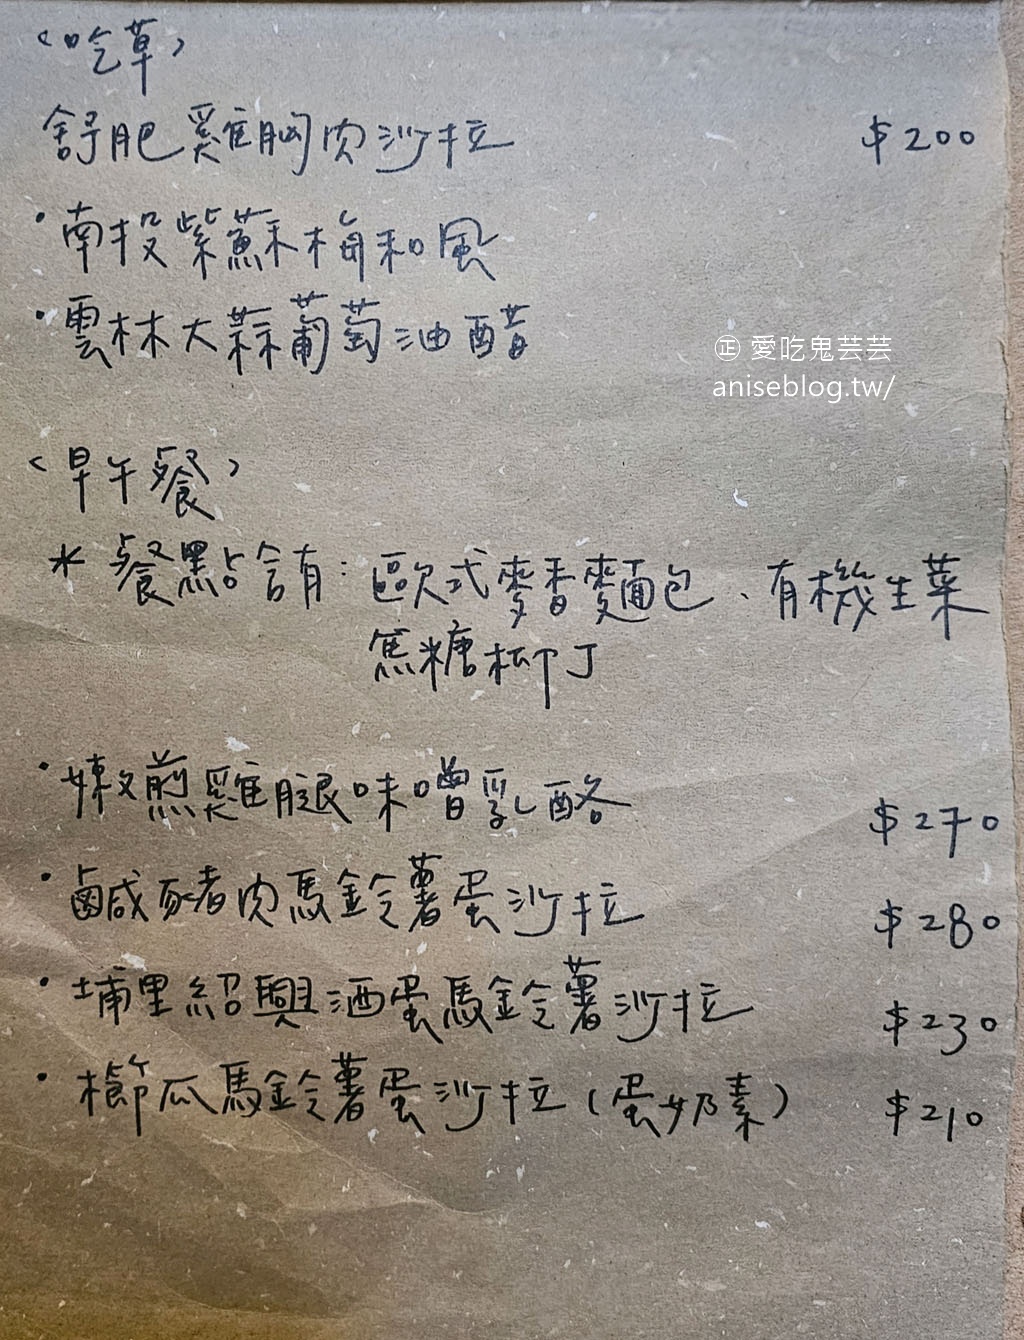 〈吃草〉
舒肥雞胸肉沙拉 $200
·南投紫蘇梅和風
·雲林大蒜葡萄油醋
㊣ 愛吃鬼芸芸
aniseblog.tw/
〈早午餐〉
* 餐點含有：歐式麥香麵包、有機生菜
焦糖柳丁
·嫩煎雞腿味噌乳酪 $270
·鹹豬肉馬鈴薯蛋沙拉 $280
·埔里紹興酒蛋馬鈴薯沙拉 $230
·櫛瓜馬鈴薯蛋沙拉(蛋奶素) $210